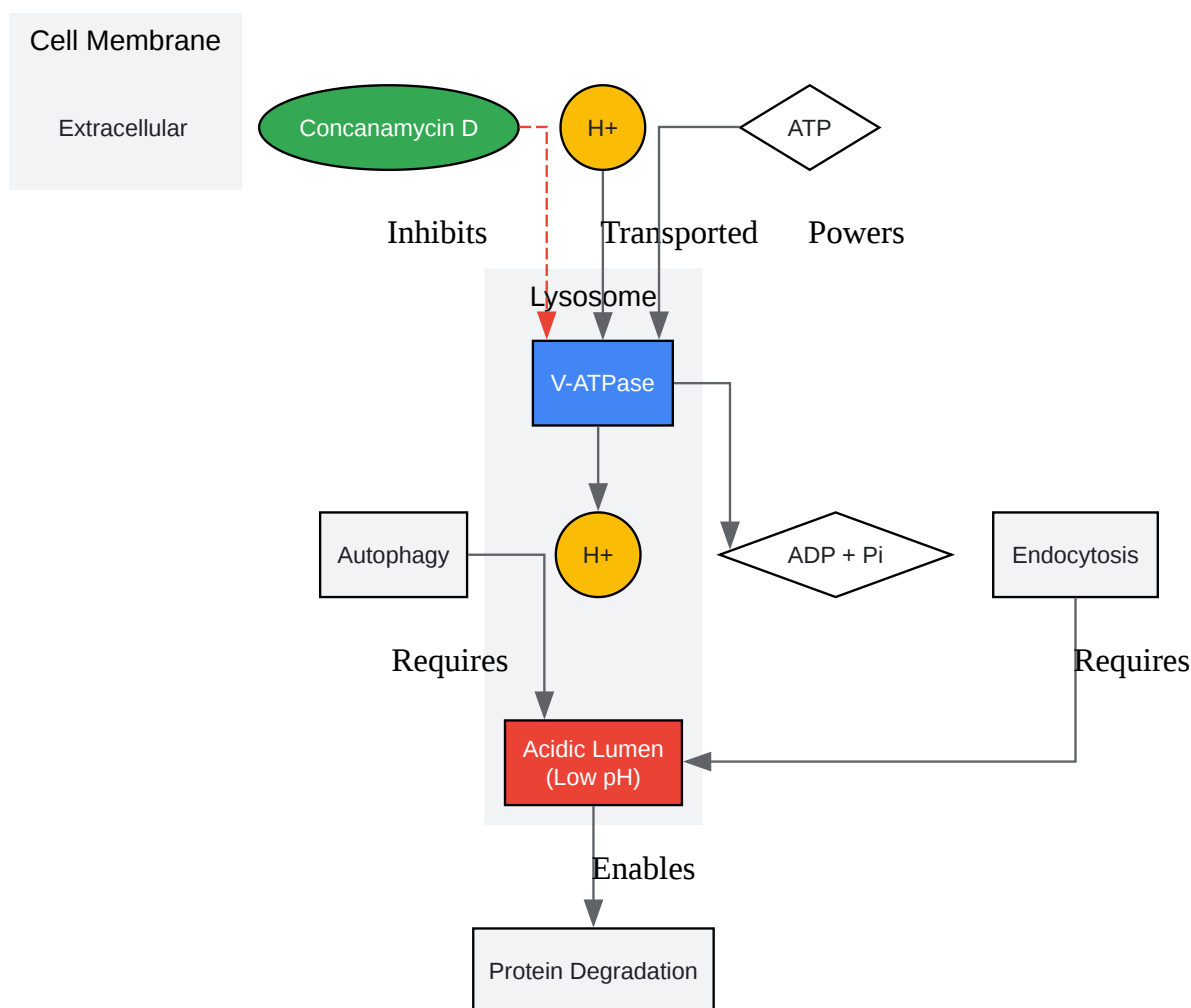 Cell Membrane
Extracellular
Concanamycin D
H+
ATP
Inhibits
Transported
Powers
Lysosome
V-ATPase
Autophagy
H+
ADP + Pi
Endocytosis
Requires
Requires
Acidic Lumen
(Low pH)
Enables
Protein Degradation